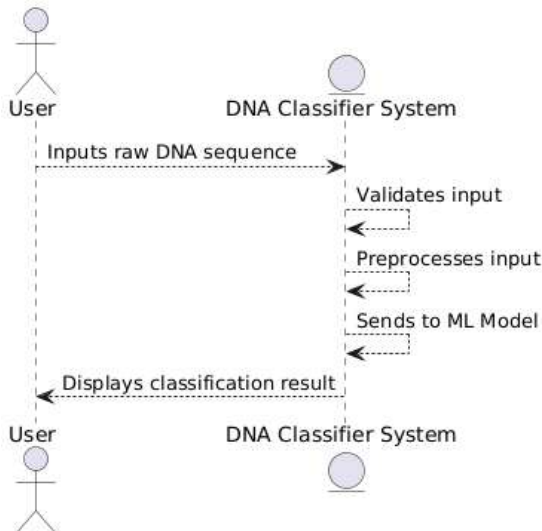 User
DNA Classifier System
Inputs raw DNA sequence
Validates input
Preprocesses input
Sends to ML Model
Displays classification result
User
DNA Classifier System